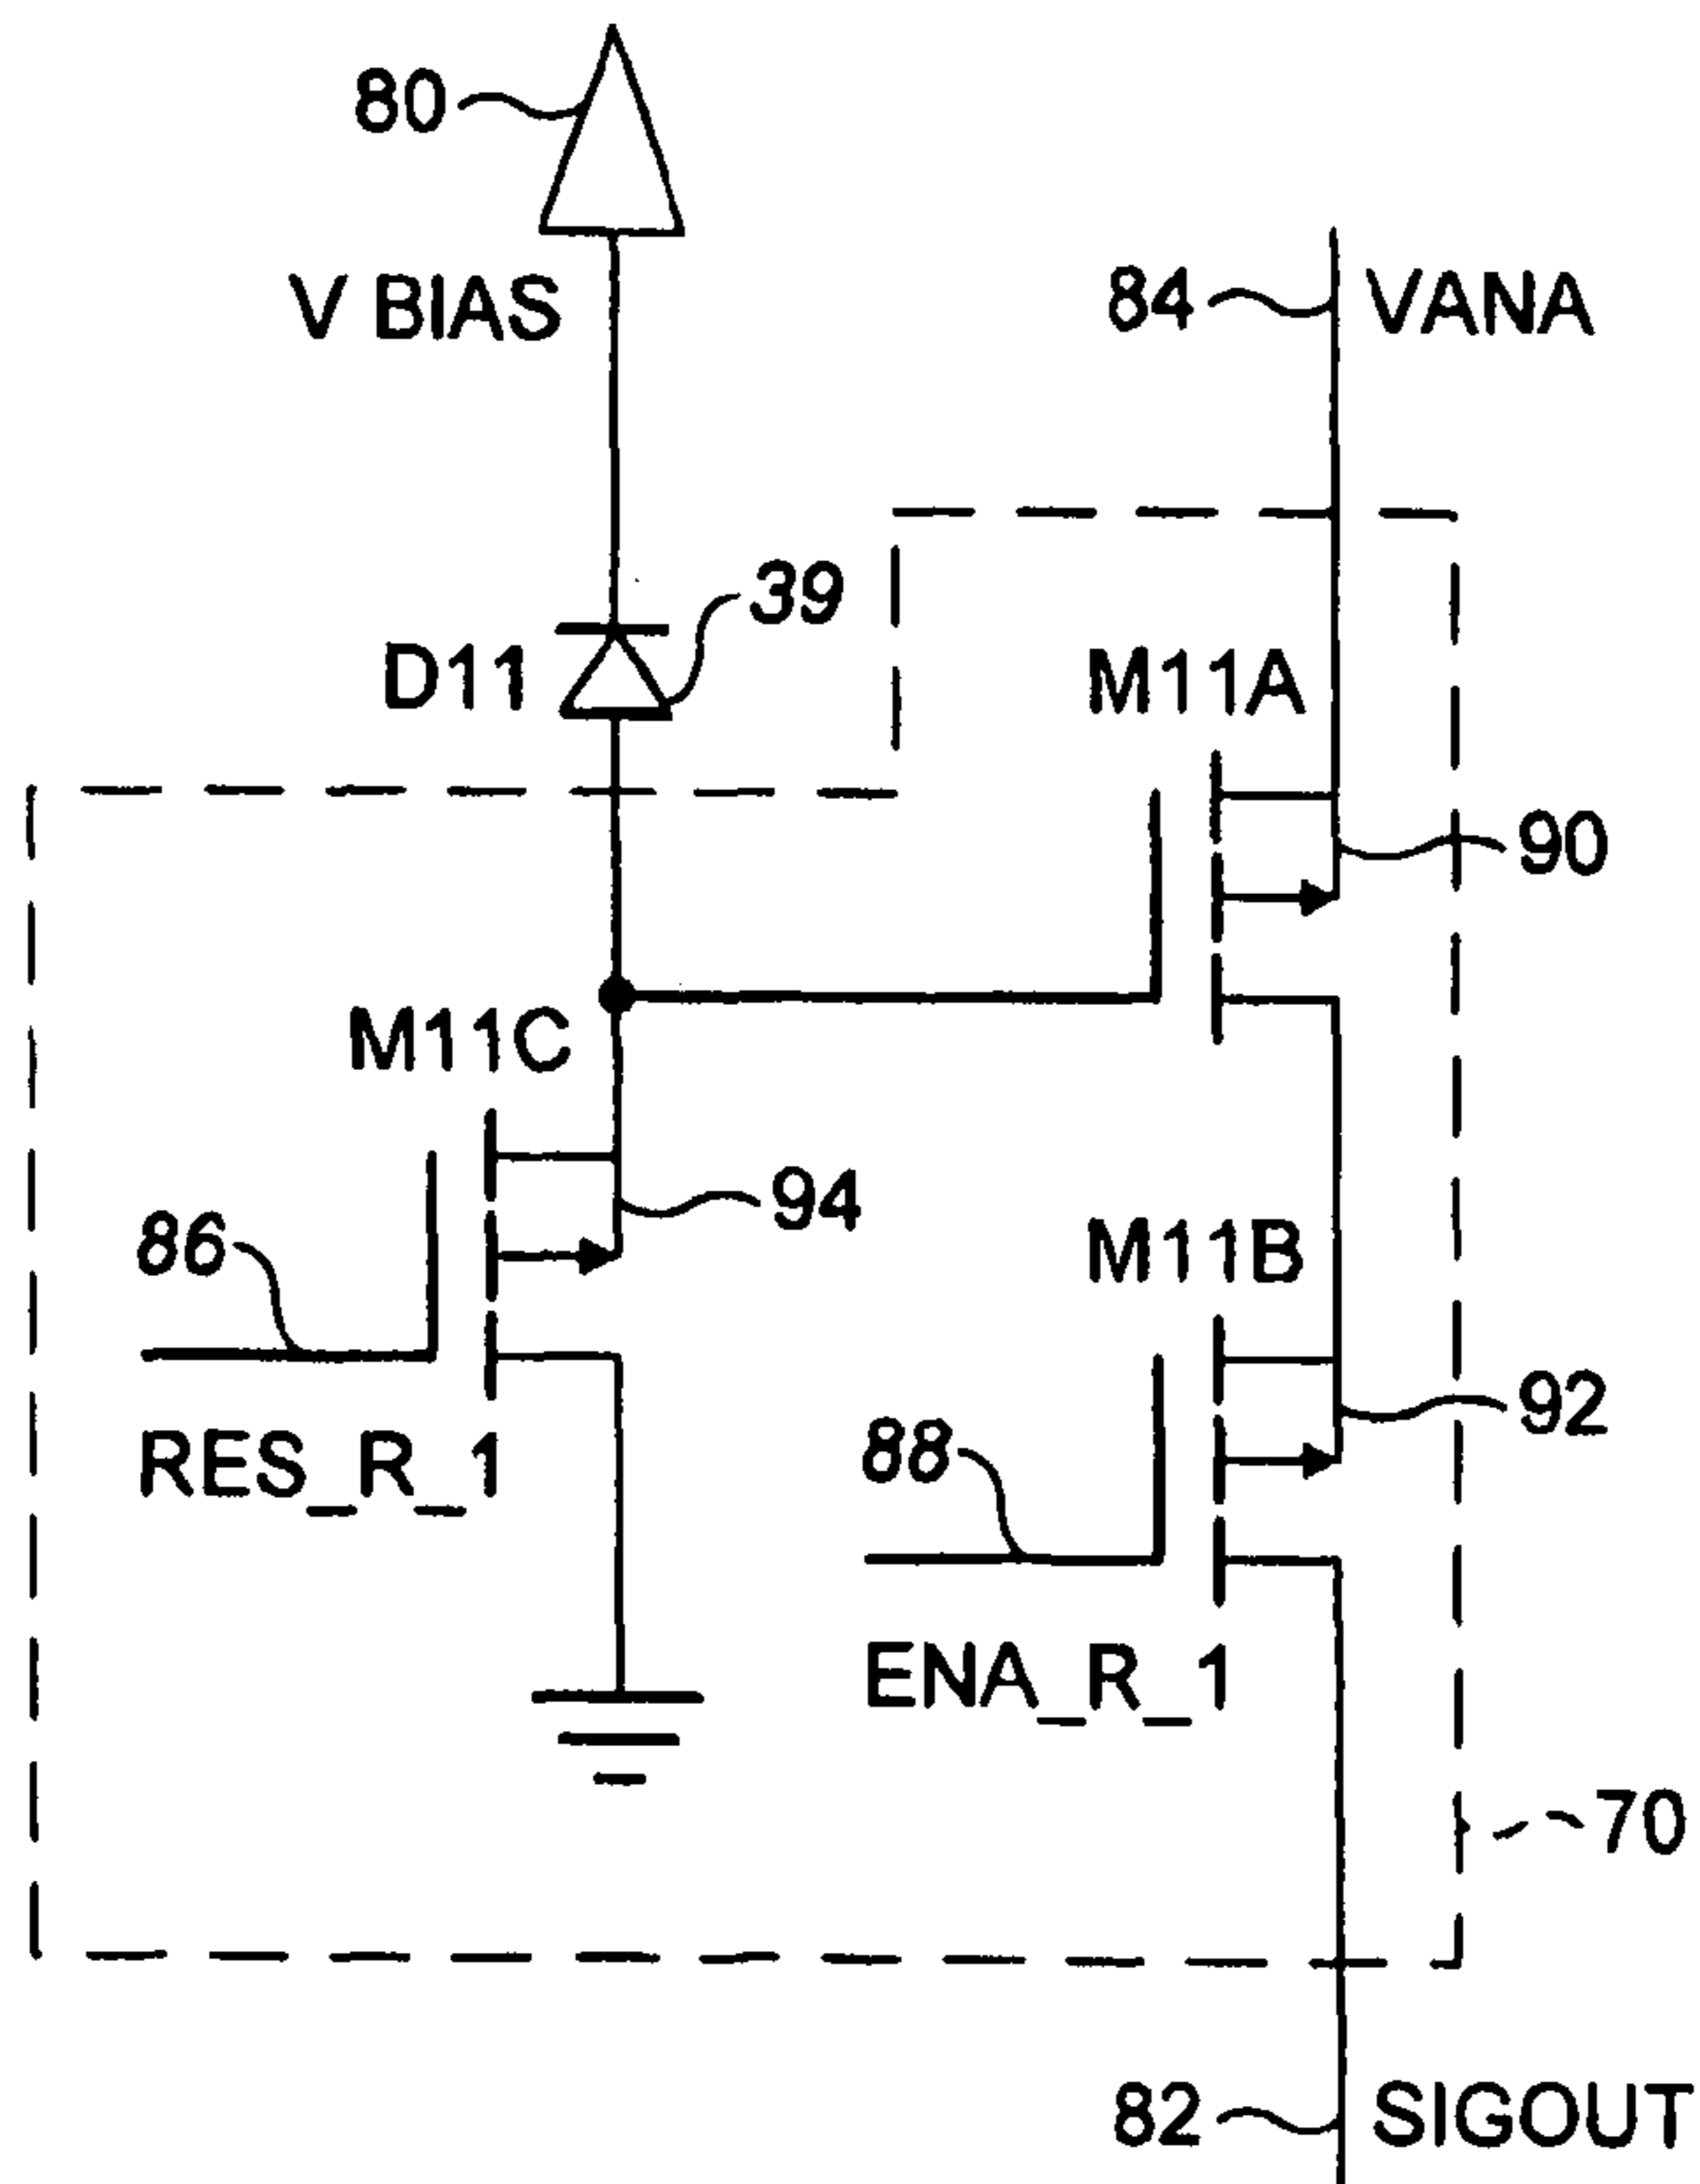 80
V BIAS
84 VANA
39
D11
M11A
90
M11C
94
86
M11B
92
88
RES_R_1
ENA_R_1
70
82 SIGOUT